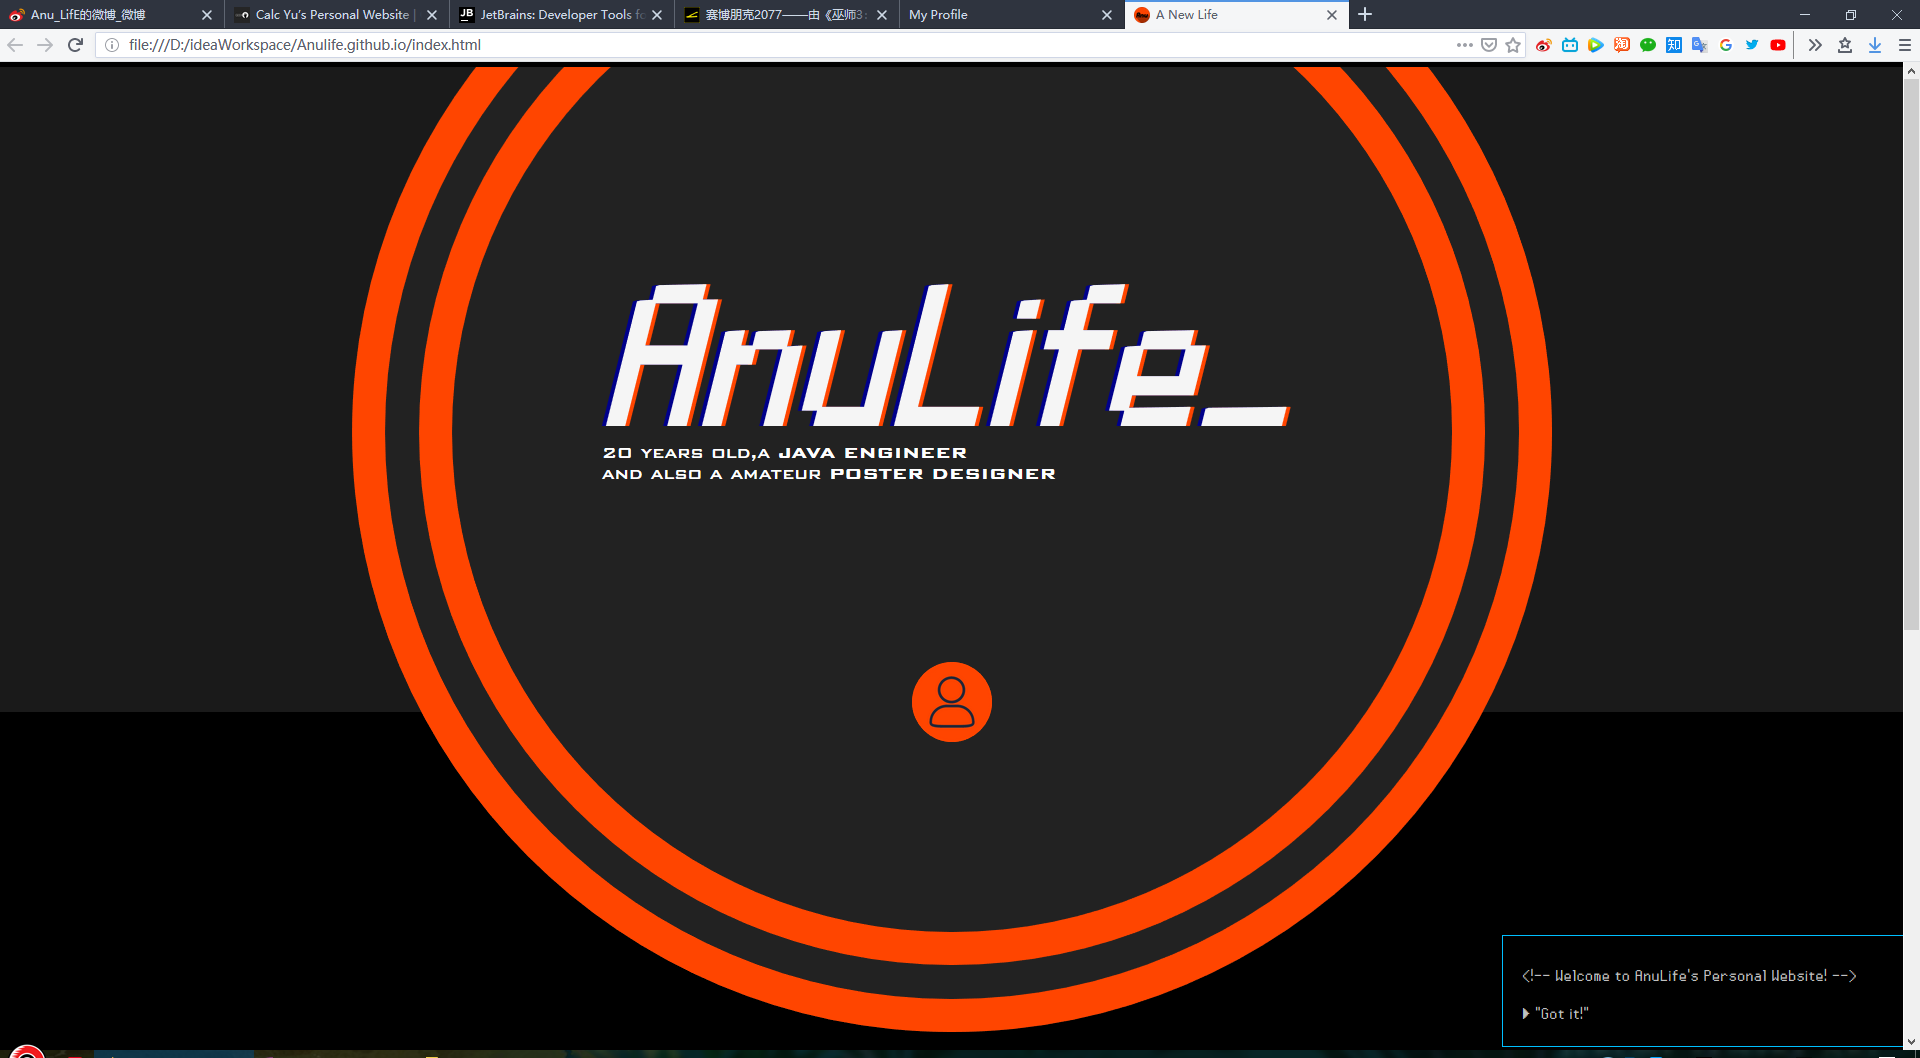 Anu_LifE的微博_微博
Calc Yu's Personal Website |
JetBrains: Developer Tools fo
赛博朋克2077——由《巫师3:
My Profile
A New Life
file:///D:/ideaWorkspace/Anulife.github.io/index.html
淘
知
AnuLife_
20 YEARS OLD,A JAVA ENGINEER
AND ALSO A AMATEUR POSTER DESIGNER
<!-- Welcome to AnuLife's Personal Website! -->
"Got it!"